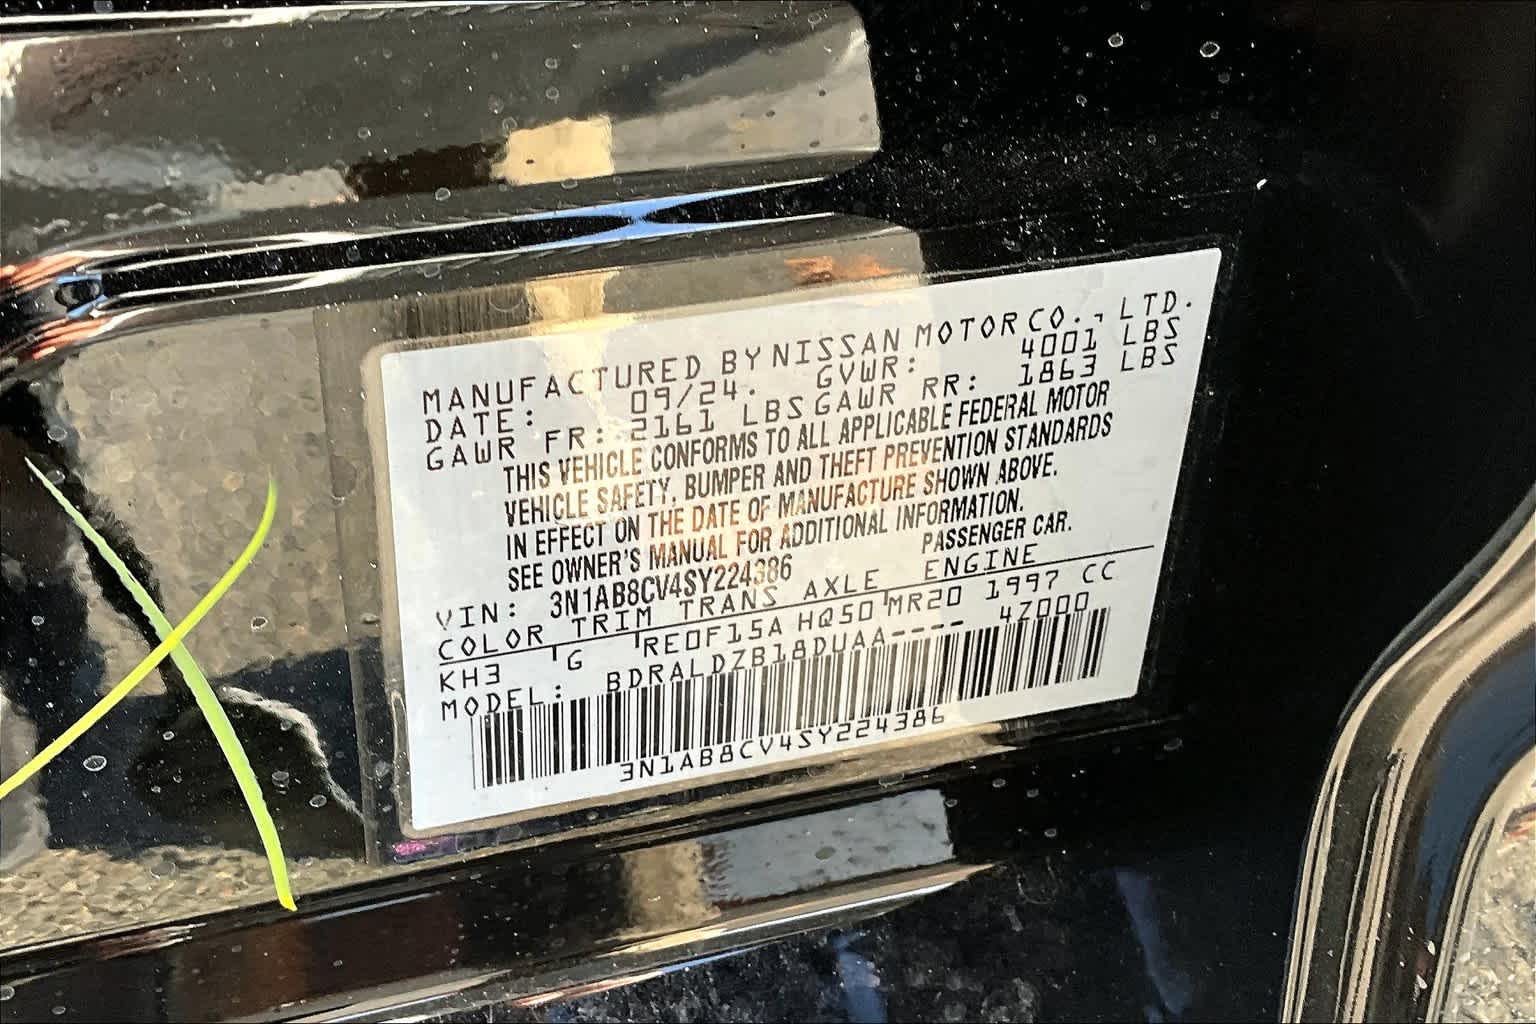 MANUFACTURED BY NISSAN MOTOR CO., LTD.
DATE: 09/24. GVWR: 4001 LBS
GAWR FR: 2161 LBS GAWR RR: 1863 LBS
THIS VEHICLE CONFORMS TO ALL APPLICABLE FEDERAL MOTOR
VEHICLE SAFETY, BUMPER AND THEFT PREVENTION STANDARDS
IN EFFECT ON THE DATE OF MANUFACTURE SHOWN ABOVE.
SEE OWNER'S MANUAL FOR ADDITIONAL INFORMATION.
VIN: 3N1AB8CV4SY224386 PASSENGER CAR.
COLOR TRIM TRANS AXLE ENGINE
KH3 G RE0F15A HQ50 MR20 1997 CC
MODEL: BDRALDZB18DUAA---- 4Z000
3N1AB8CV4SY224386